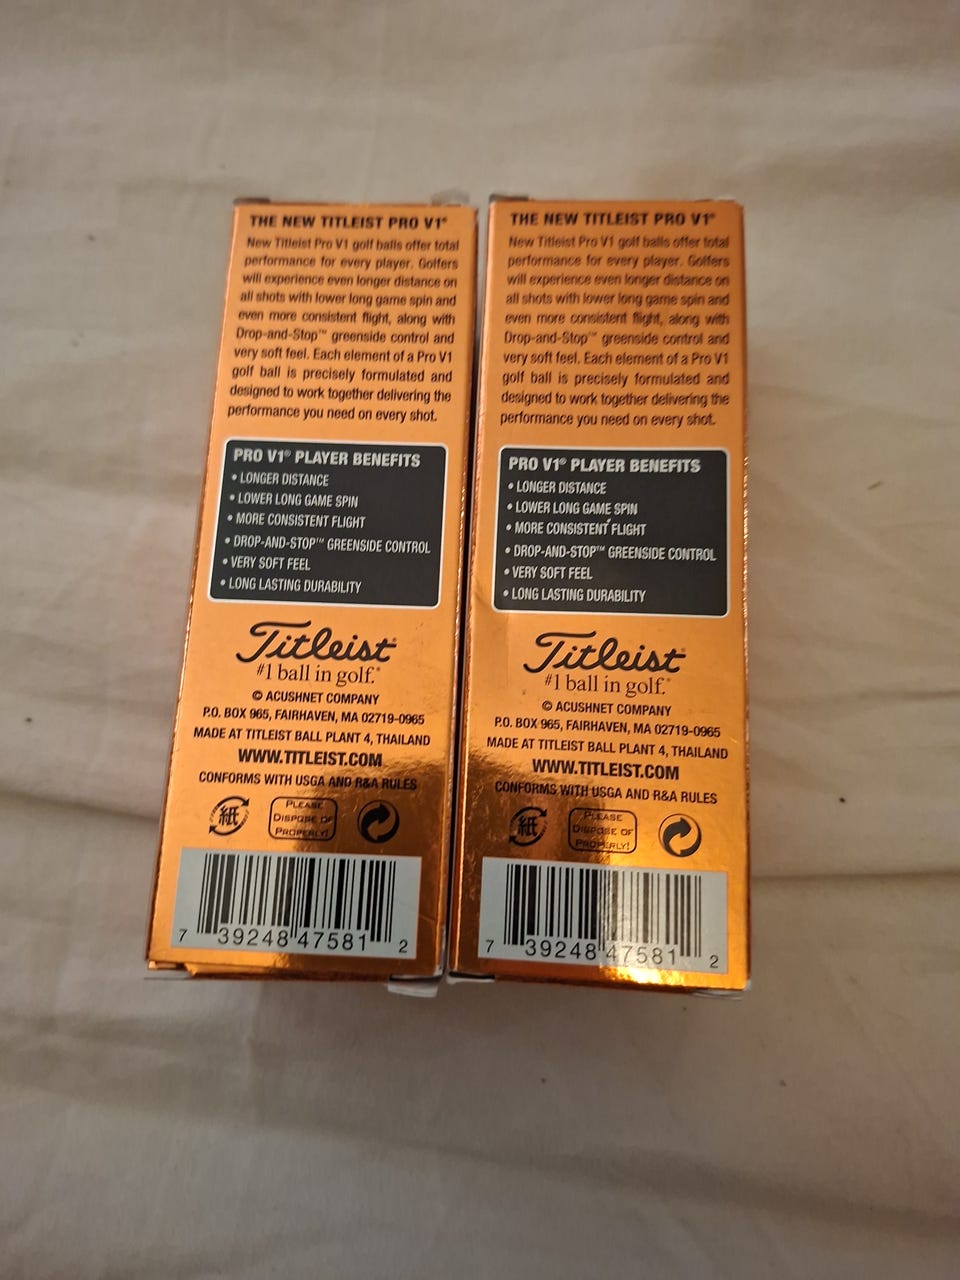 THE NEW TITLEIST PRO V1®
New Titleist Pro V1 golf balls offer total
performance for every player. Golfers
will experience even longer distance on
all shots with lower long game spin and
even more consistent flight, along with
Drop-and-Stop™ greenside control and
very soft feel. Each element of a Pro V1
golf ball is precisely formulated and
designed to work together delivering the
performance you need on every shot.
PRO V1® PLAYER BENEFITS
• LONGER DISTANCE
• LOWER LONG GAME SPIN
• MORE CONSISTENT FLIGHT
• DROP-AND-STOP™ GREENSIDE CONTROL
• VERY SOFT FEEL
• LONG LASTING DURABILITY
Titleist®
#1 ball in golf.®
© ACUSHNET COMPANY
P.O. BOX 965, FAIRHAVEN, MA 02719-0965
MADE AT TITLEIST BALL PLANT 4, THAILAND
WWW.TITLEIST.COM
CONFORMS WITH USGA AND R&A RULES
紙
PLEASE
DISPOSE OF
PROPERLY!
7 39248 47581 2
THE NEW TITLEIST PRO V1®
New Titleist Pro V1 golf balls offer total
performance for every player. Golfers
will experience even longer distance on
all shots with lower long game spin and
even more consistent flight, along with
Drop-and-Stop™ greenside control and
very soft feel. Each element of a Pro V1
golf ball is precisely formulated and
designed to work together delivering the
performance you need on every shot.
PRO V1® PLAYER BENEFITS
• LONGER DISTANCE
• LOWER LONG GAME SPIN
• MORE CONSISTENT FLIGHT
• DROP-AND-STOP™ GREENSIDE CONTROL
• VERY SOFT FEEL
• LONG LASTING DURABILITY
Titleist®
#1 ball in golf.®
© ACUSHNET COMPANY
P.O. BOX 965, FAIRHAVEN, MA 02719-0965
MADE AT TITLEIST BALL PLANT 4, THAILAND
WWW.TITLEIST.COM
CONFORMS WITH USGA AND R&A RULES
紙
PLEASE
DISPOSE OF
PROPERLY!
7 39248 47581 2